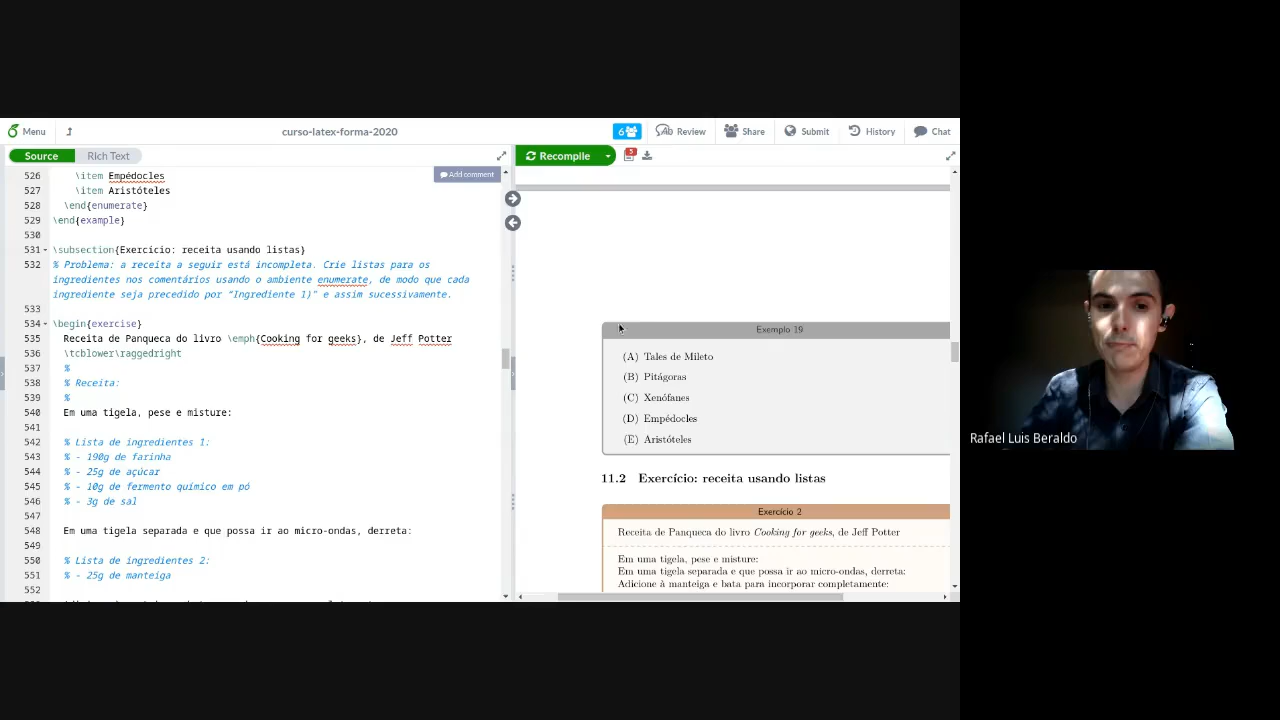 Menu
curso-latex-forma-2020
6
Review
Share
Submit
History
Chat
Source
Rich Text
Recompile
5
Add comment
526 \item Empédocles
527 \item Aristóteles
528 \end{enumerate}
529 \end{example}
530
531 \subsection{Exercício: receita usando listas}
532 % Problema: a receita a seguir está incompleta. Crie listas para os
ingredientes nos comentários usando o ambiente enumerate, de modo que cada
ingrediente seja precedido por "Ingrediente 1)" e assim sucessivamente.
533
534 \begin{exercise}
535 Receita de Panqueca do livro \emph{Cooking for geeks}, de Jeff Potter
536 \tcblower\raggedright
537 %
538 % Receita:
539 %
540 Em uma tigela, pese e misture:
541
542 % Lista de ingredientes 1:
543 % - 190g de farinha
544 % - 25g de açúcar
545 % - 10g de fermento químico em pó
546 % - 3g de sal
547
548 Em uma tigela separada e que possa ir ao micro-ondas, derreta:
549
550 % Lista de ingredientes 2:
551 % - 25g de manteiga
552
Exemplo 19
(A) Tales de Mileto
(B) Pitágoras
(C) Xenófanes
(D) Empédocles
(E) Aristóteles
11.2 Exercício: receita usando listas
Exercício 2
Receita de Panqueca do livro Cooking for geeks, de Jeff Potter
Em uma tigela, pese e misture:
Em uma tigela separada e que possa ir ao micro-ondas, derreta:
Adicione à manteiga e bata para incorporar completamente:
Rafael Luis Beraldo